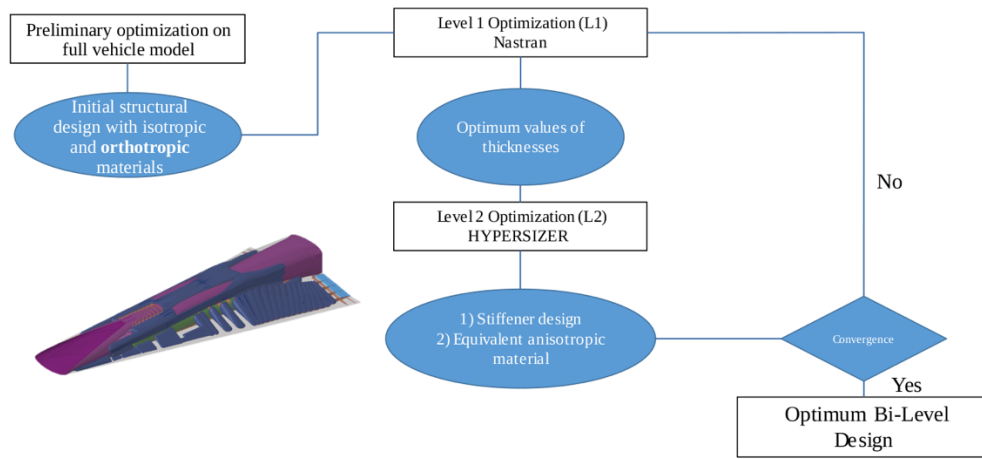 Preliminary optimization on
full vehicle model
Initial structural
design with isotropic
and orthotropic
materials
Level 1 Optimization (L1)
Nastran
Optimum values of
thicknesses
Level 2 Optimization (L2)
HYPERSIZER
1) Stiffener design
2) Equivalent anisotropic
material
No
Convergence
Yes
Optimum Bi-Level
Design